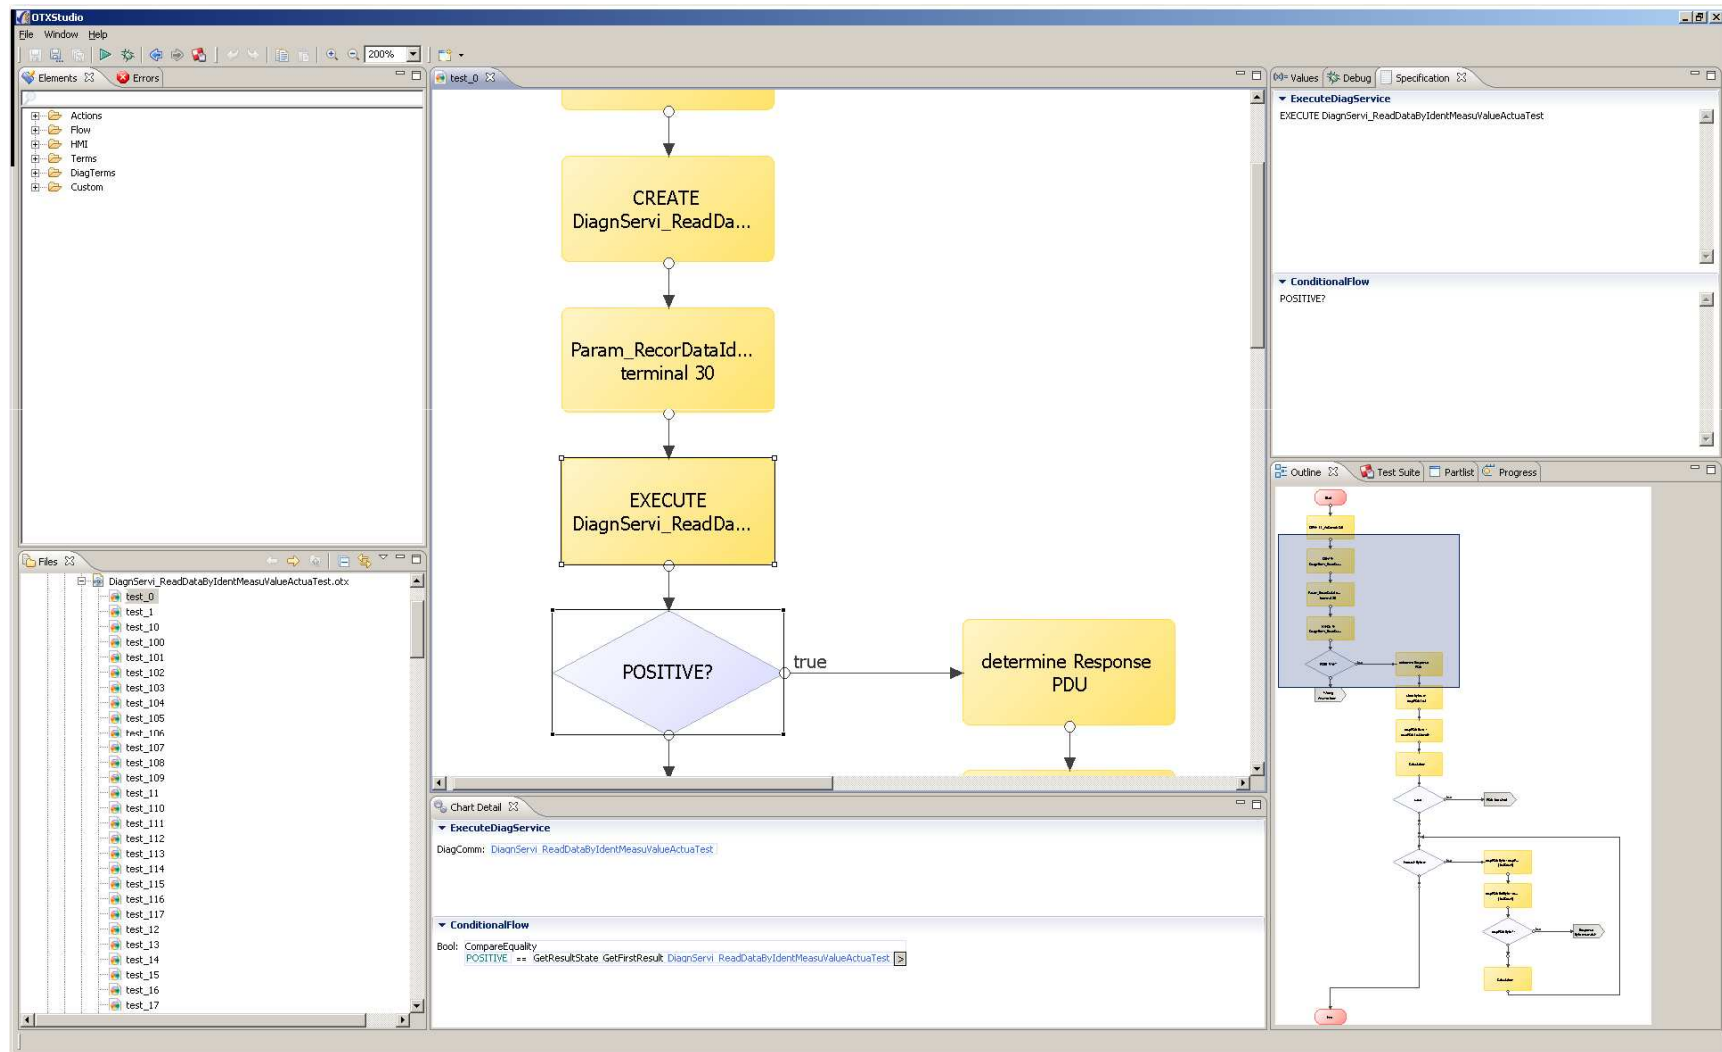 OTXStudio
File Window Help
200%
Elements
Errors
Actions
Flow
HMI
Terms
DiagTerms
Custom
Files
DiagnServi_ReadDataByIdentMeasuValueActuaTest.otx
test_0
test_1
test_10
test_100
test_101
test_102
test_103
test_104
test_105
test_106
test_107
test_108
test_109
test_11
test_110
test_111
test_112
test_113
test_114
test_115
test_116
test_117
test_12
test_13
test_14
test_15
test_16
test_17
test_0
CREATE
DiagnServi_ReadDa...
Param_RecorDataId...
terminal 30
EXECUTE
DiagnServi_ReadDa...
POSITIVE?
true
determine Response
PDU
Chart Detail
ExecuteDiagService
DiagComm: DiagnServi_ReadDataByIdentMeasuValueActuaTest
ConditionalFlow
Bool: CompareEquality
POSITIVE == GetResultState GetFirstResult DiagnServi_ReadDataByIdentMeasuValueActuaTest >
(x)= Values
Debug
Specification
ExecuteDiagService
EXECUTE DiagnServi_ReadDataByIdentMeasuValueActuaTest
ConditionalFlow
POSITIVE?
Outline
Test Suite
Partlist
Progress
determine Response
PDU